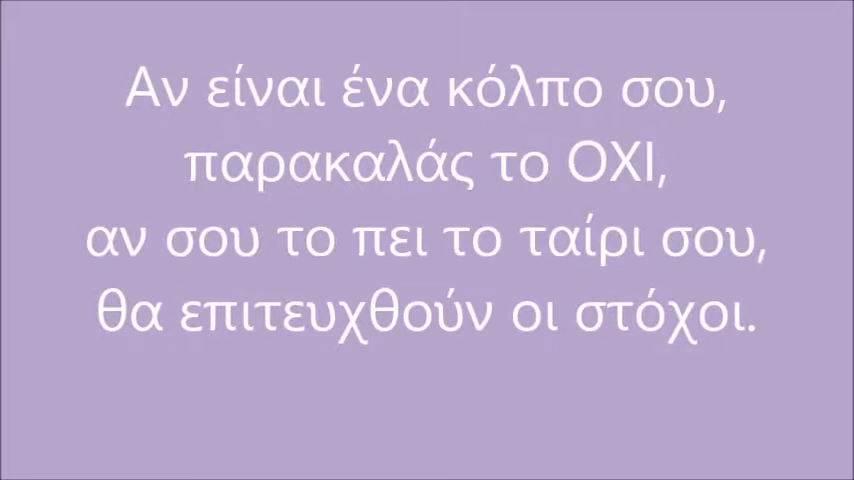 Αν είναι ένα κόλπο σου,
παρακαλάς το ΟΧΙ,
αν σου το πει το ταίρι σου,
θα επιτευχθούν οι στόχοι.